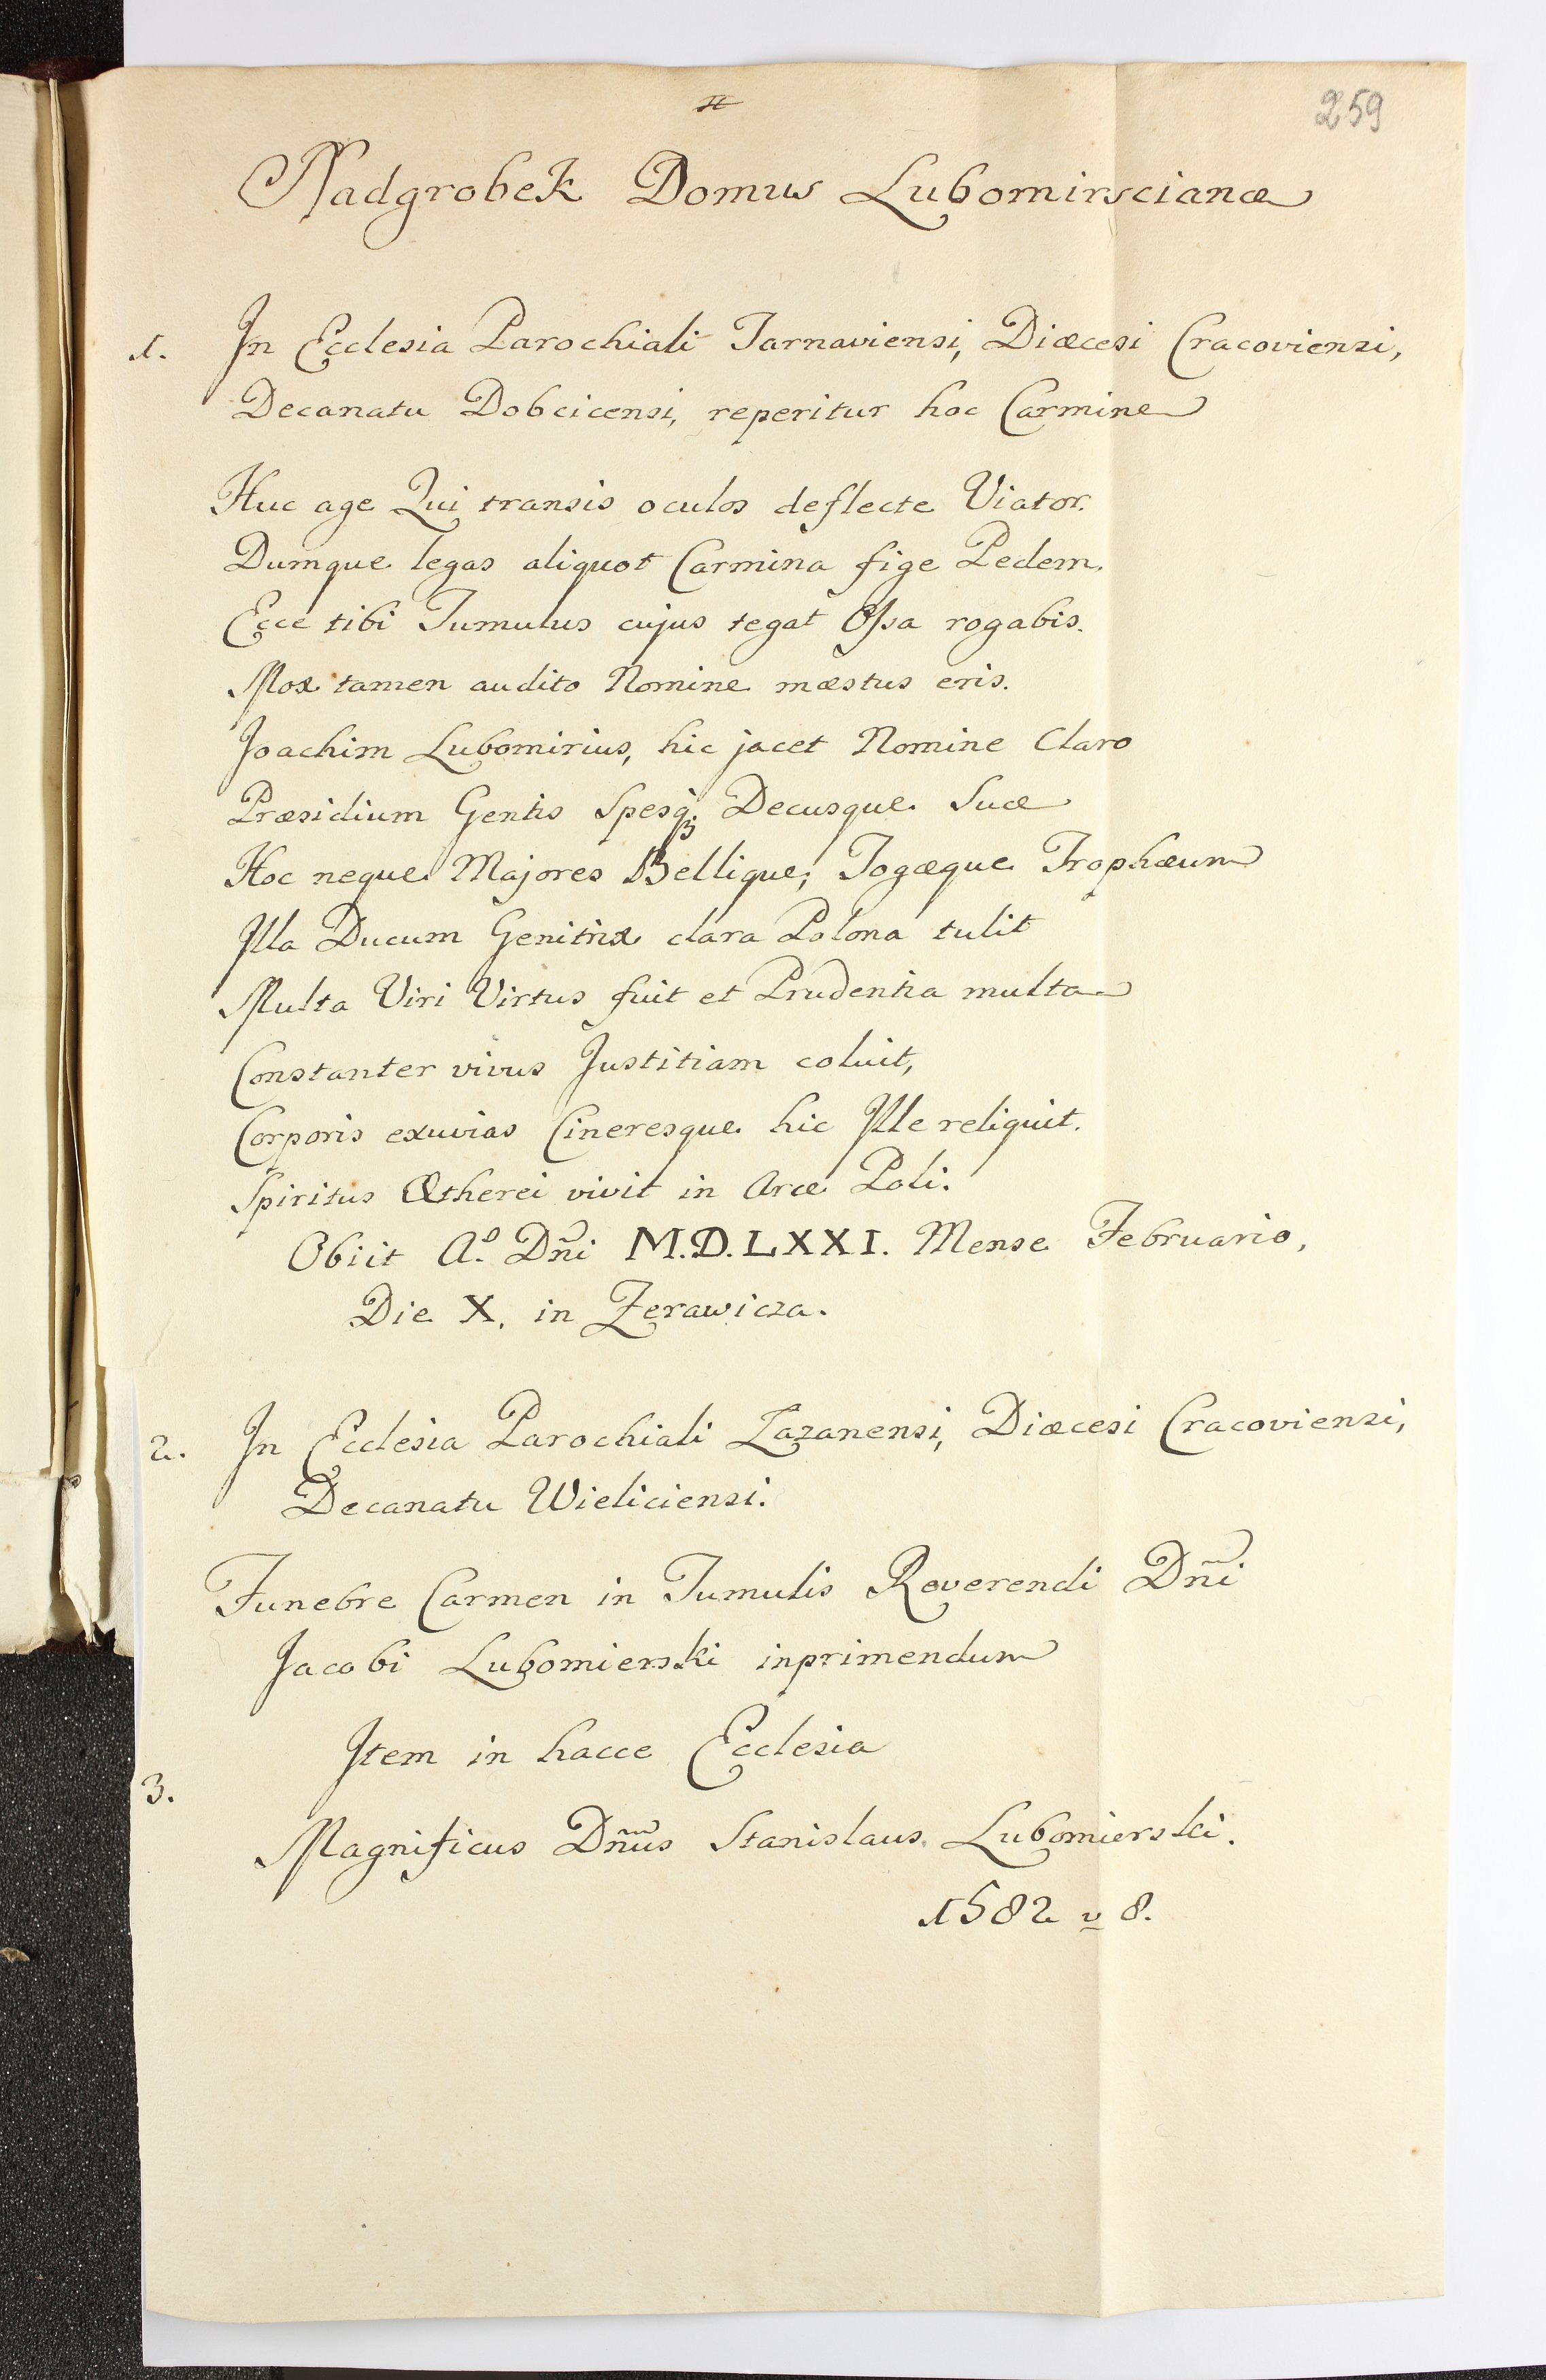 259
Nadgrobek Domus Lubomirscianæ
1. In Ecclesia Parochiali Tarnaviensi, Diœcesi Cracoviensi,
Decanatu Dobcicensi, reperitur hoc Carmine
Huc age Qui transis oculos deflecte Viator.
Dumque legas aliquot Carmina fige Pedem.
Ecce tibi Tumulus cujus tegat Ossa rogabis.
Mox tamen audito Nomine mæstus eris.
Joachim Lubomirius, hic jacet Nomine Claro
Præsidium Gentis Spesq; Decusque Suæ
Hoc neque Majores Bellique; Togæque Trophæum
Illa Ducum Genitrix clara Polona tulit
Multa Viri Virtus fuit et Prudentia multa
Constanter vivus Justitiam coluit,
Corporis exuvias Cineresque hic Ille reliquit.
Spiritus Ætherei vivit in Arce Poli.
Obiit Aº. Dñi M.D.LXXI. Mense Februario,
Die X. in Zerawicza.
2. In Ecclesia Parochiali Łazanensi, Diœcesi Cracoviensi,
Decanatu Wieliciensi.
Funebre Carmen in Tumulis Reverendi Dñi
Jacobi Lubomierski inprimendum
Item in hacce Ecclesia
3.
Magnificus Dñus Stanislaus Lubomierski.
1582 v 8.